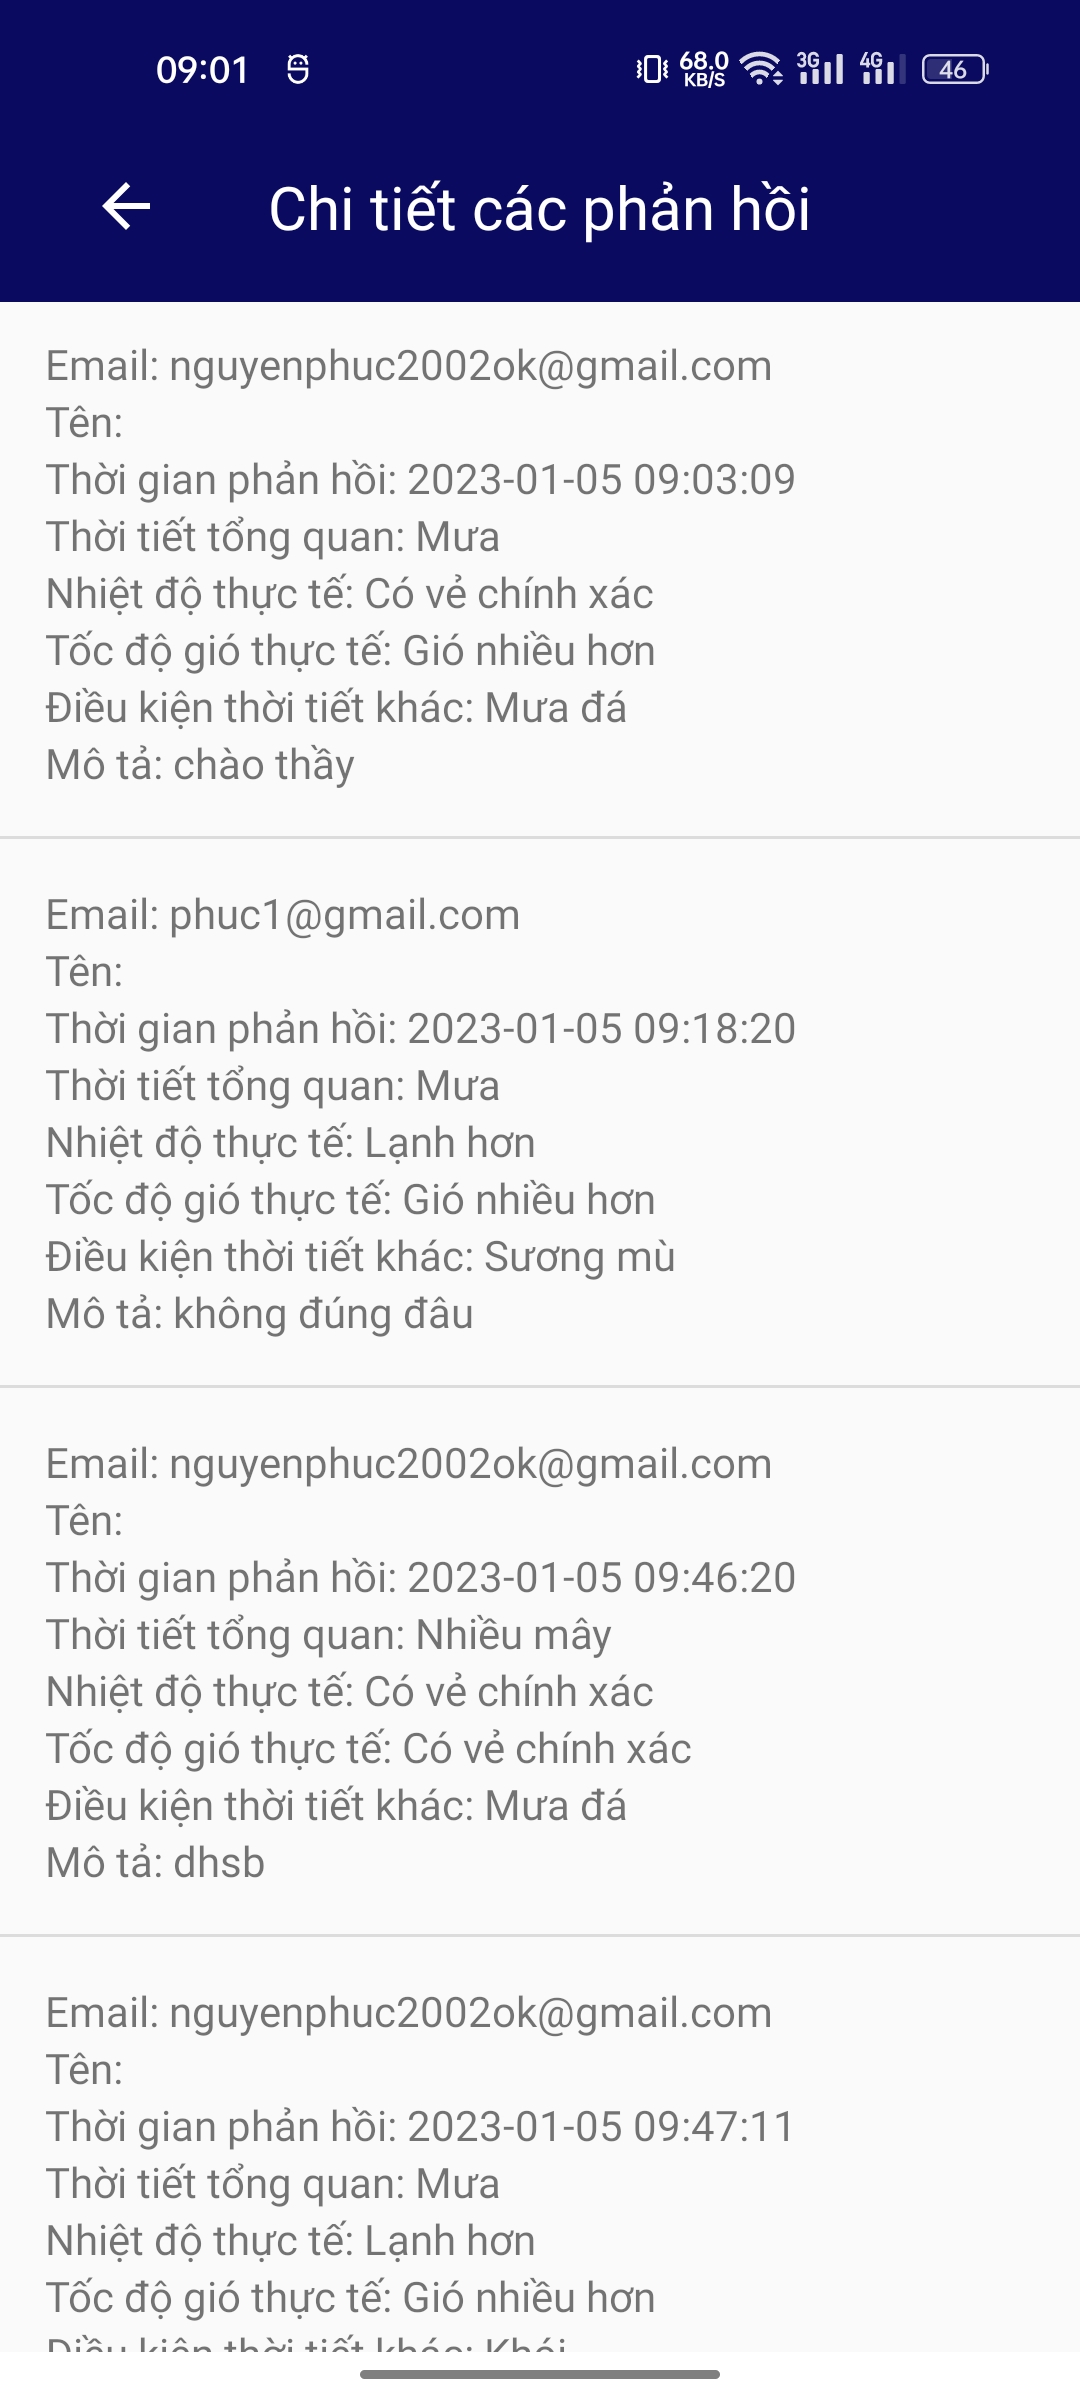 09:01
68.0 KB/S 3G 4G 46
Chi tiết các phản hồi
Email: nguyenphuc2002ok@gmail.com
Tên:
Thời gian phản hồi: 2023-01-05 09:03:09
Thời tiết tổng quan: Mưa
Nhiệt độ thực tế: Có vẻ chính xác
Tốc độ gió thực tế: Gió nhiều hơn
Điều kiện thời tiết khác: Mưa đá
Mô tả: chào thầy
Email: phuc1@gmail.com
Tên:
Thời gian phản hồi: 2023-01-05 09:18:20
Thời tiết tổng quan: Mưa
Nhiệt độ thực tế: Lạnh hơn
Tốc độ gió thực tế: Gió nhiều hơn
Điều kiện thời tiết khác: Sương mù
Mô tả: không đúng đâu
Email: nguyenphuc2002ok@gmail.com
Tên:
Thời gian phản hồi: 2023-01-05 09:46:20
Thời tiết tổng quan: Nhiều mây
Nhiệt độ thực tế: Có vẻ chính xác
Tốc độ gió thực tế: Có vẻ chính xác
Điều kiện thời tiết khác: Mưa đá
Mô tả: dhsb
Email: nguyenphuc2002ok@gmail.com
Tên:
Thời gian phản hồi: 2023-01-05 09:47:11
Thời tiết tổng quan: Mưa
Nhiệt độ thực tế: Lạnh hơn
Tốc độ gió thực tế: Gió nhiều hơn
Điều kiện thời tiết khác: Khói